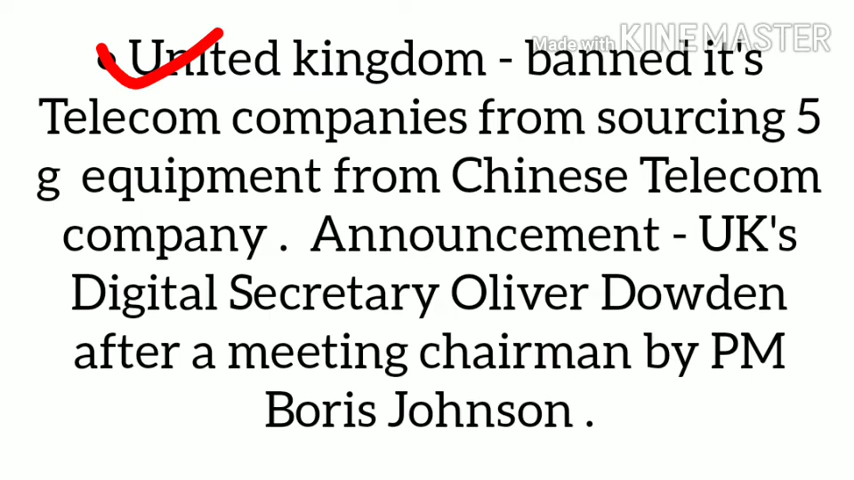 Made with KINEMASTER
• United kingdom - banned it's
Telecom companies from sourcing 5
g equipment from Chinese Telecom
company . Announcement - UK's
Digital Secretary Oliver Dowden
after a meeting chairman by PM
Boris Johnson .